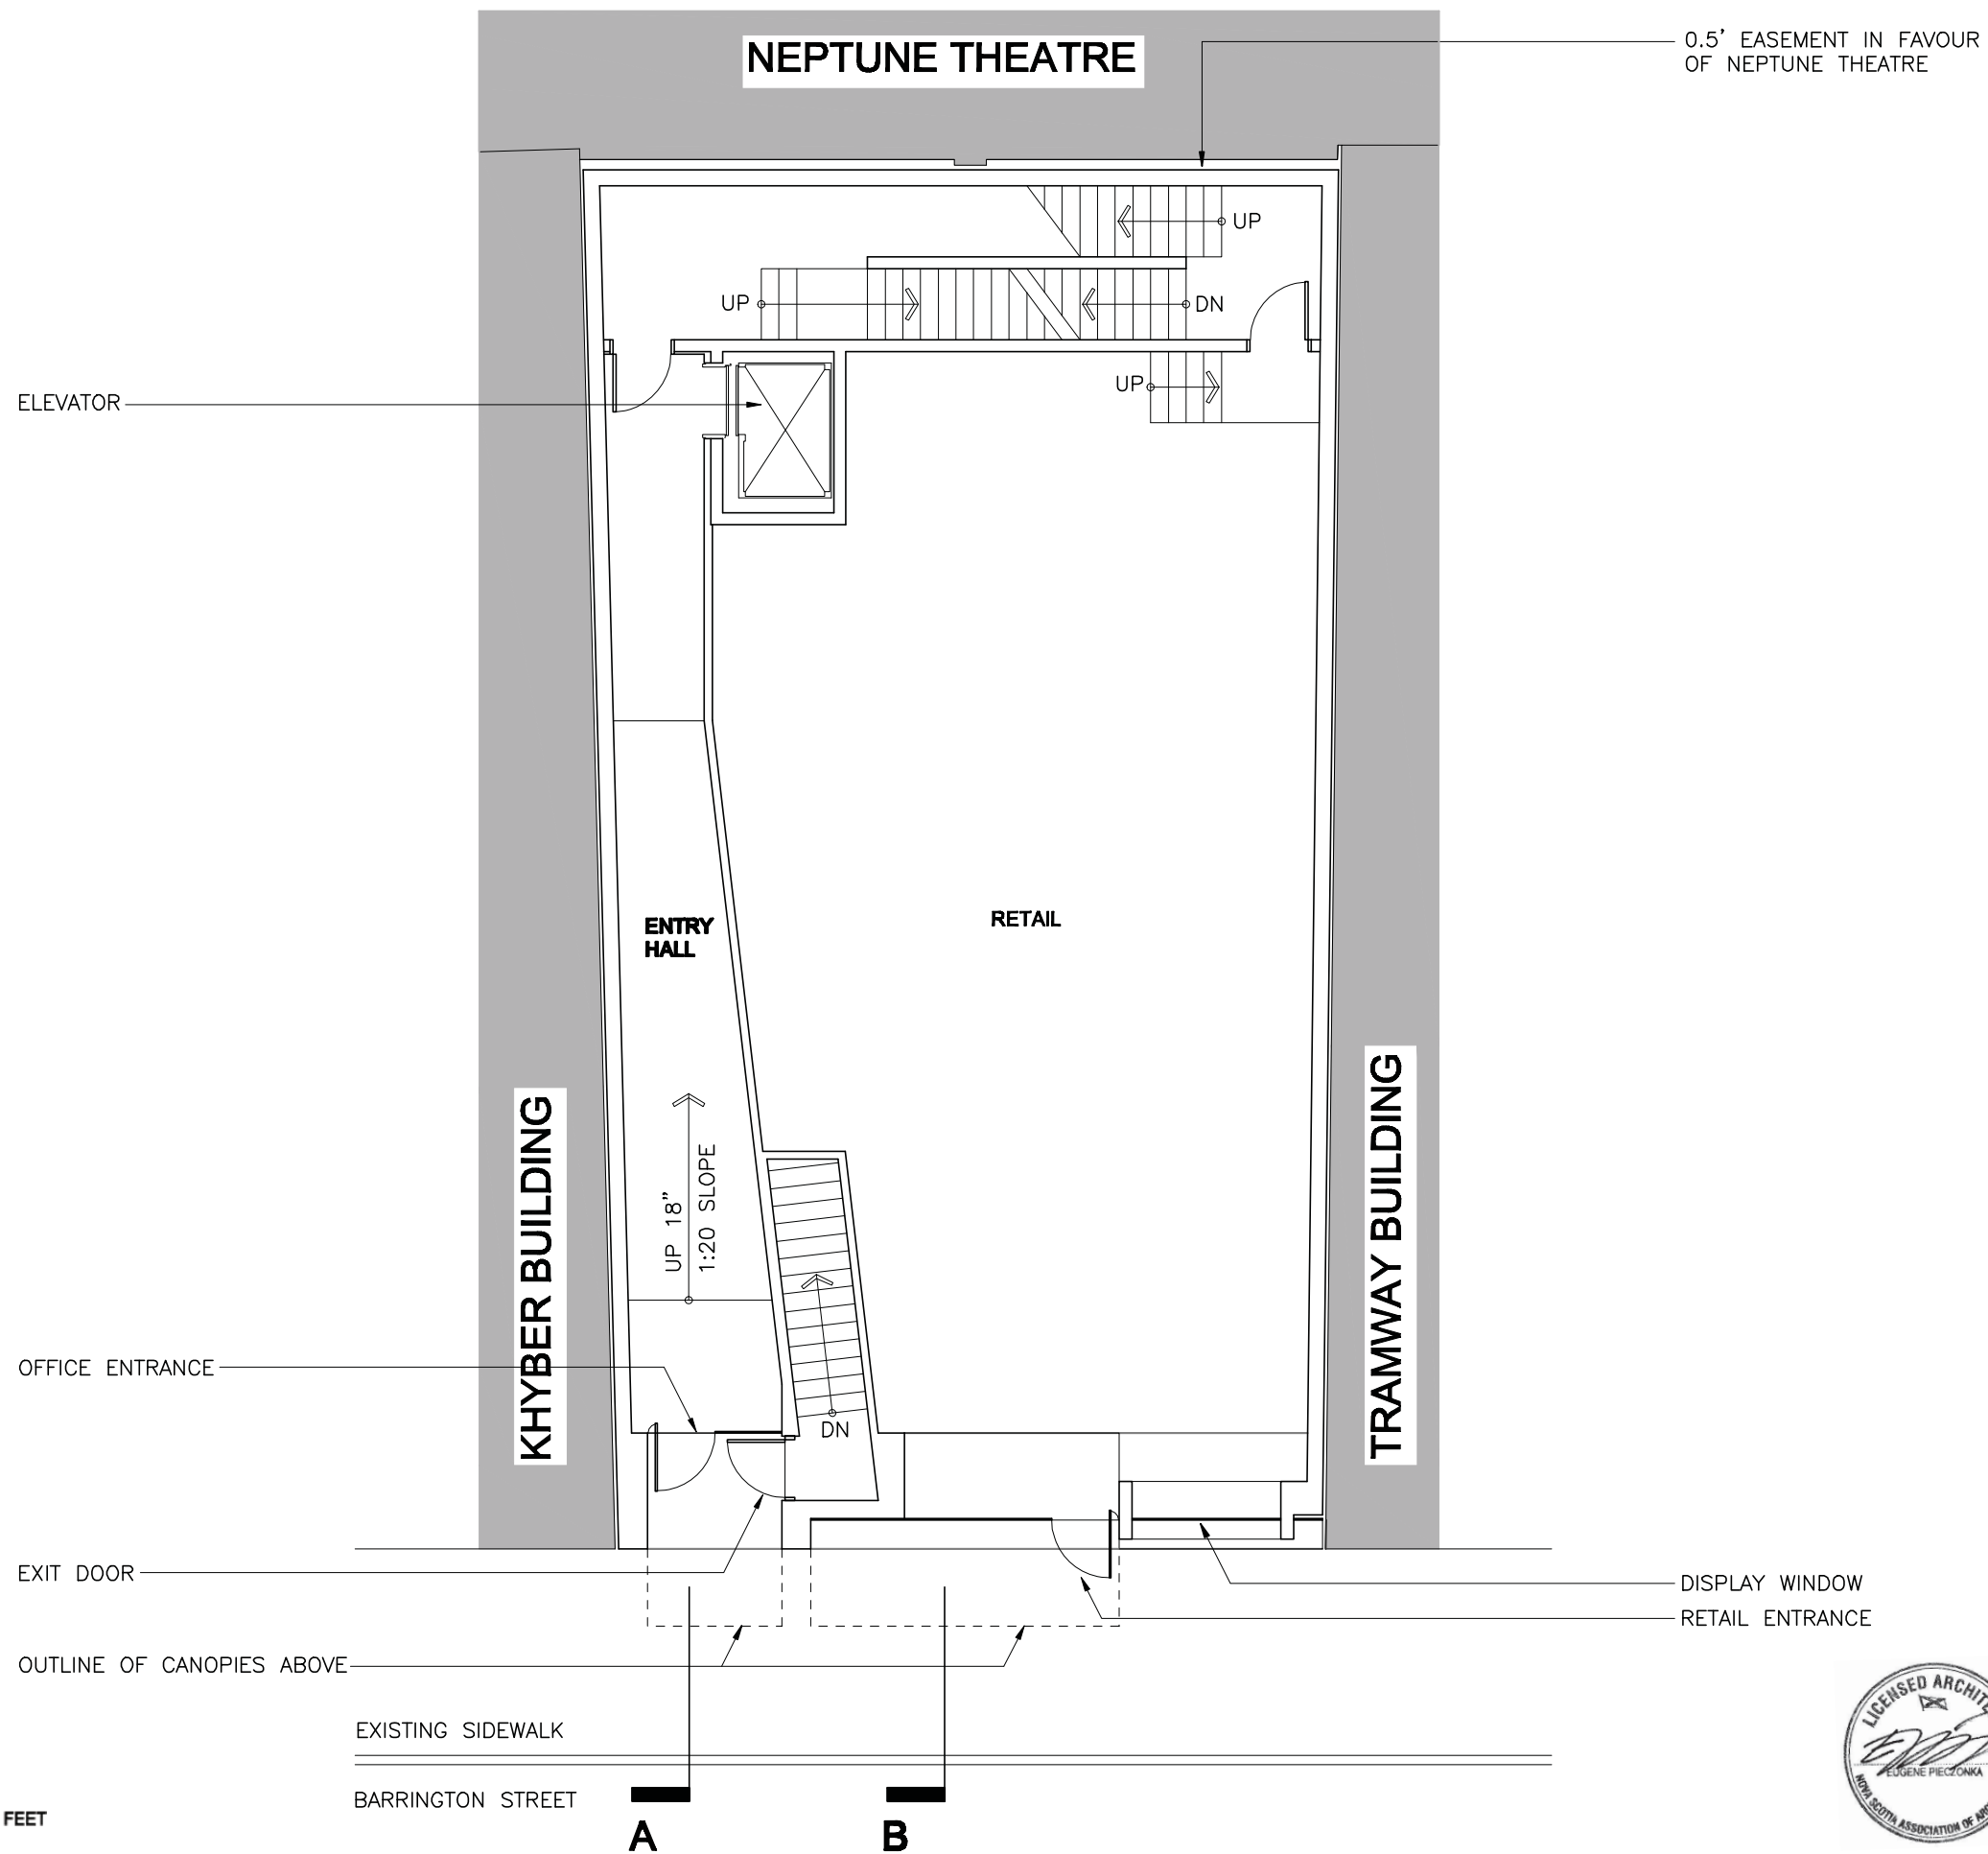 NEPTUNE THEATRE
0.5' EASEMENT IN FAVOUR
OF NEPTUNE THEATRE
UP
UP
DN
UP
ELEVATOR
ENTRY
HALL
RETAIL
KHYBER BUILDING
TRAMWAY BUILDING
UP 18"
1:20 SLOPE
OFFICE ENTRANCE
DN
EXIT DOOR
DISPLAY WINDOW
RETAIL ENTRANCE
OUTLINE OF CANOPIES ABOVE
EXISTING SIDEWALK
BARRINGTON STREET
FEET
A
B
LICENSED
EUGENE PIECZONKA
NOVA SCOTIA ASSOCIATION OF